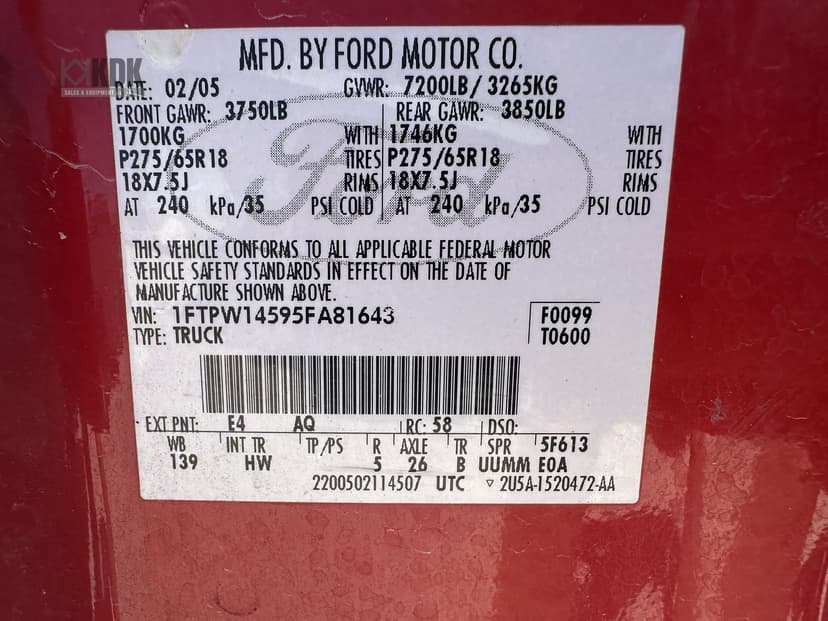 MFD. BY FORD MOTOR CO.
KDK
SALES & EQUIPMENT
DATE: 02/05 GVWR: 7200LB/ 3265KG
FRONT GAWR: 3750LB REAR GAWR: 3850LB
1700KG WITH 1746KG WITH
P275/65R18 TIRES P275/65R18 TIRES
18X7.5J RIMS 18X7.5J RIMS
AT 240 kPa/35 PSI COLD AT 240 kPa/35 PSI COLD
Ford
THIS VEHICLE CONFORMS TO ALL APPLICABLE FEDERAL MOTOR
VEHICLE SAFETY STANDARDS IN EFFECT ON THE DATE OF
MANUFACTURE SHOWN ABOVE.
VIN: 1FTPW14595FA81643 F0099
TYPE: TRUCK T0600
EXT PNT: E4 AQ RC: 58 DSO:
WB INT TR TP/PS R AXLE TR SPR 5F613
139 HW 5 26 B UUMM E0A
2200502114507 UTC ▽ 2U5A-1520472-AA